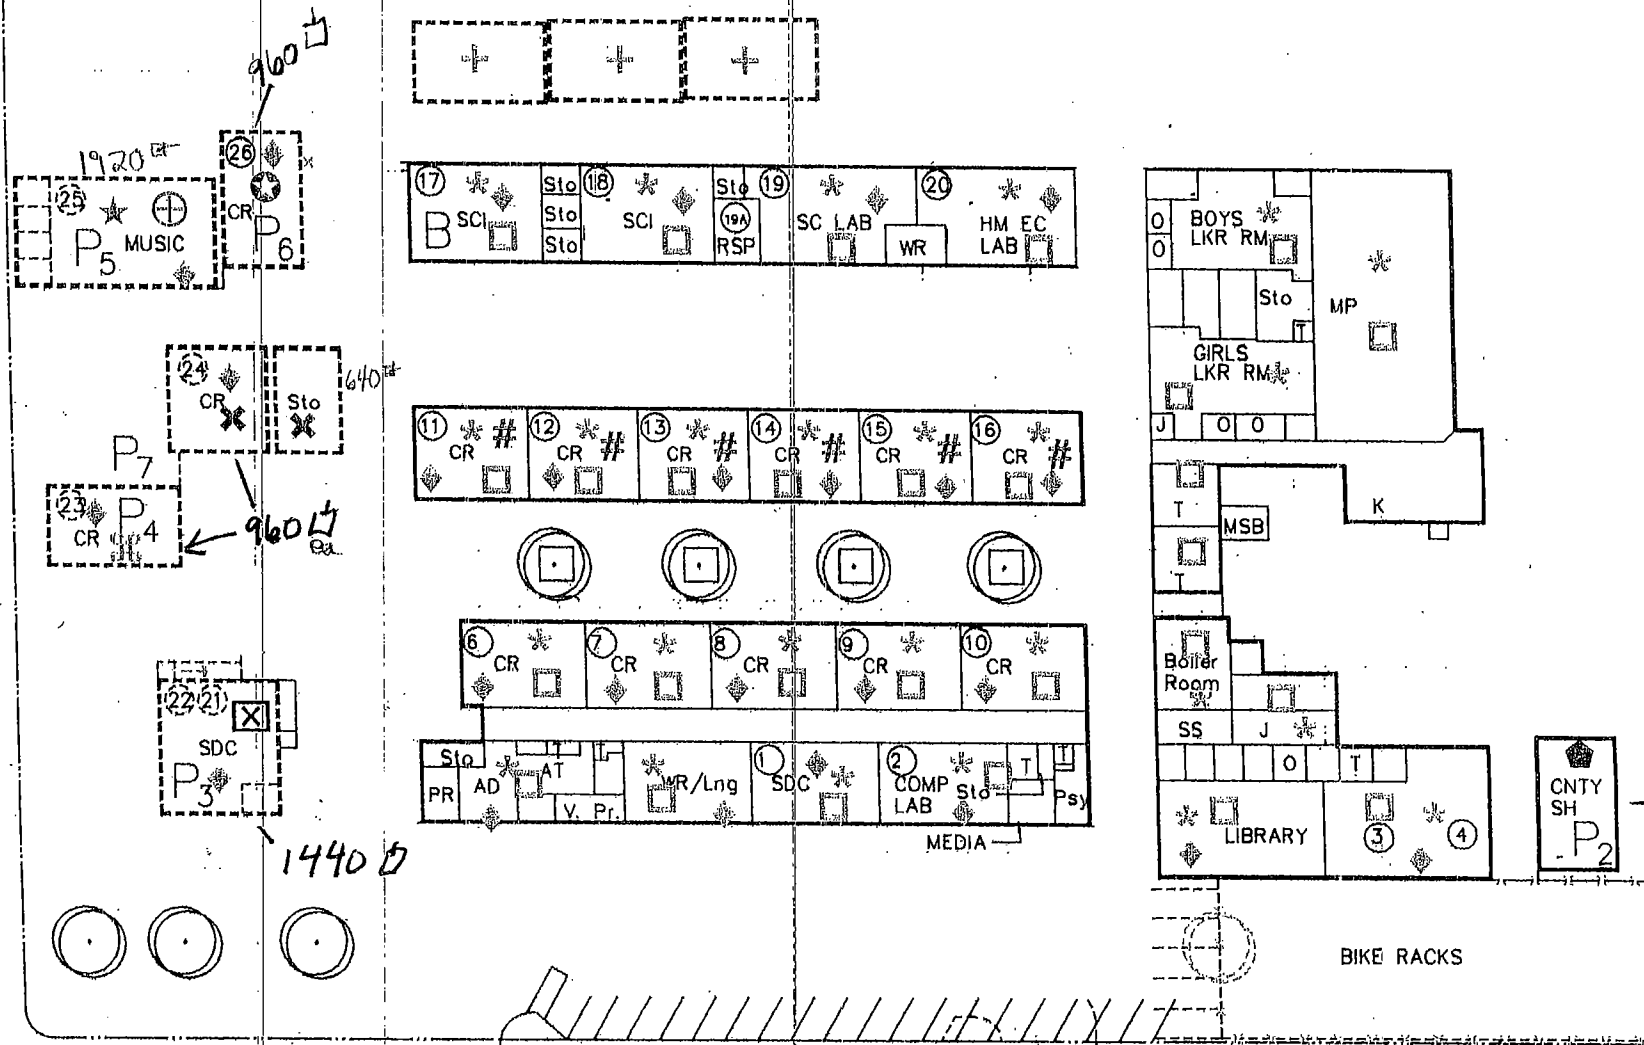 960
1920
26
CR
P6
25
MUSIC
P5
17
SCI
B
Sto
Sto
Sto
18
SCI
Sto
19A
RSP
19
SC LAB
WR
20
HM EC
LAB
BOYS
LKR RM
O
O
Sto
T
MP
GIRLS
LKR RM
J
O
O
24
CR
Sto
640
P7
23
CR
P4
960
ea.
11
CR
#
12
CR
#
13
CR
#
14
CR
#
15
CR
#
16
CR
#
T
MSB
K
T
6
CR
7
CR
8
CR
9
CR
10
CR
Boiler
Room
SS
J
22
21
SDC
P3
1440
Sto
PR
AD
T
AT
T
V. Pr.
WR/Lng
1
SDC
2
COMP
LAB
Sto
T
T
Psy
MEDIA
O
T
LIBRARY
3
4
CNTY
SH
P2
BIKE RACKS